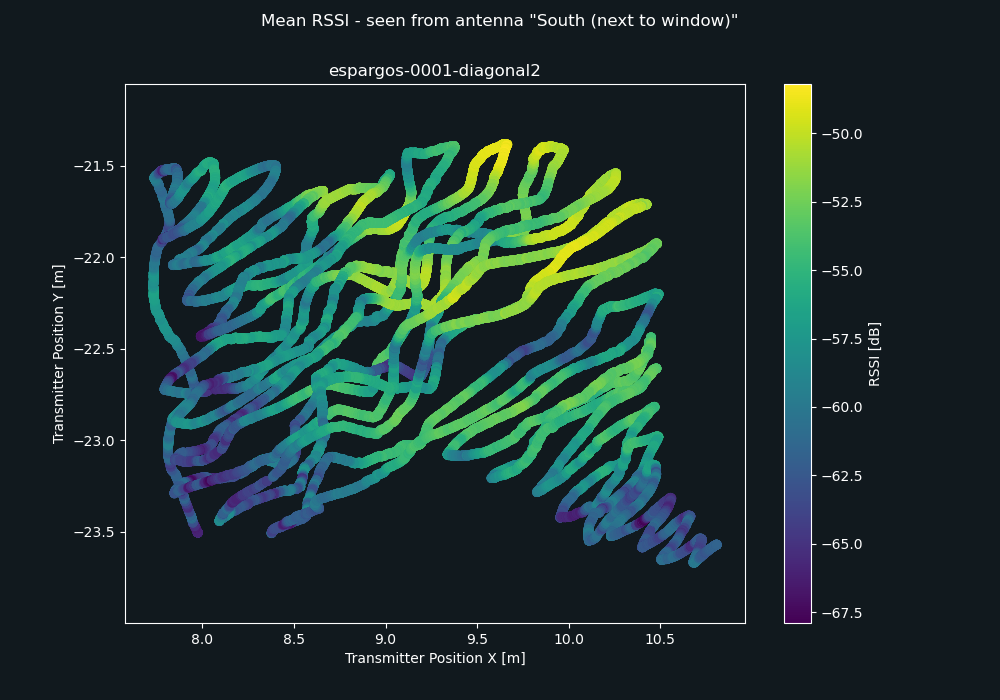 Mean RSSI - seen from antenna "South (next to window)"
espargos-0001-diagonal2
Transmitter Position Y [m]
−21.5
−22.0
−22.5
−23.0
−23.5
8.0 8.5 9.0 9.5 10.0 10.5
Transmitter Position X [m]
−50.0
−52.5
−55.0
−57.5
−60.0
−62.5
−65.0
−67.5
RSSI [dB]